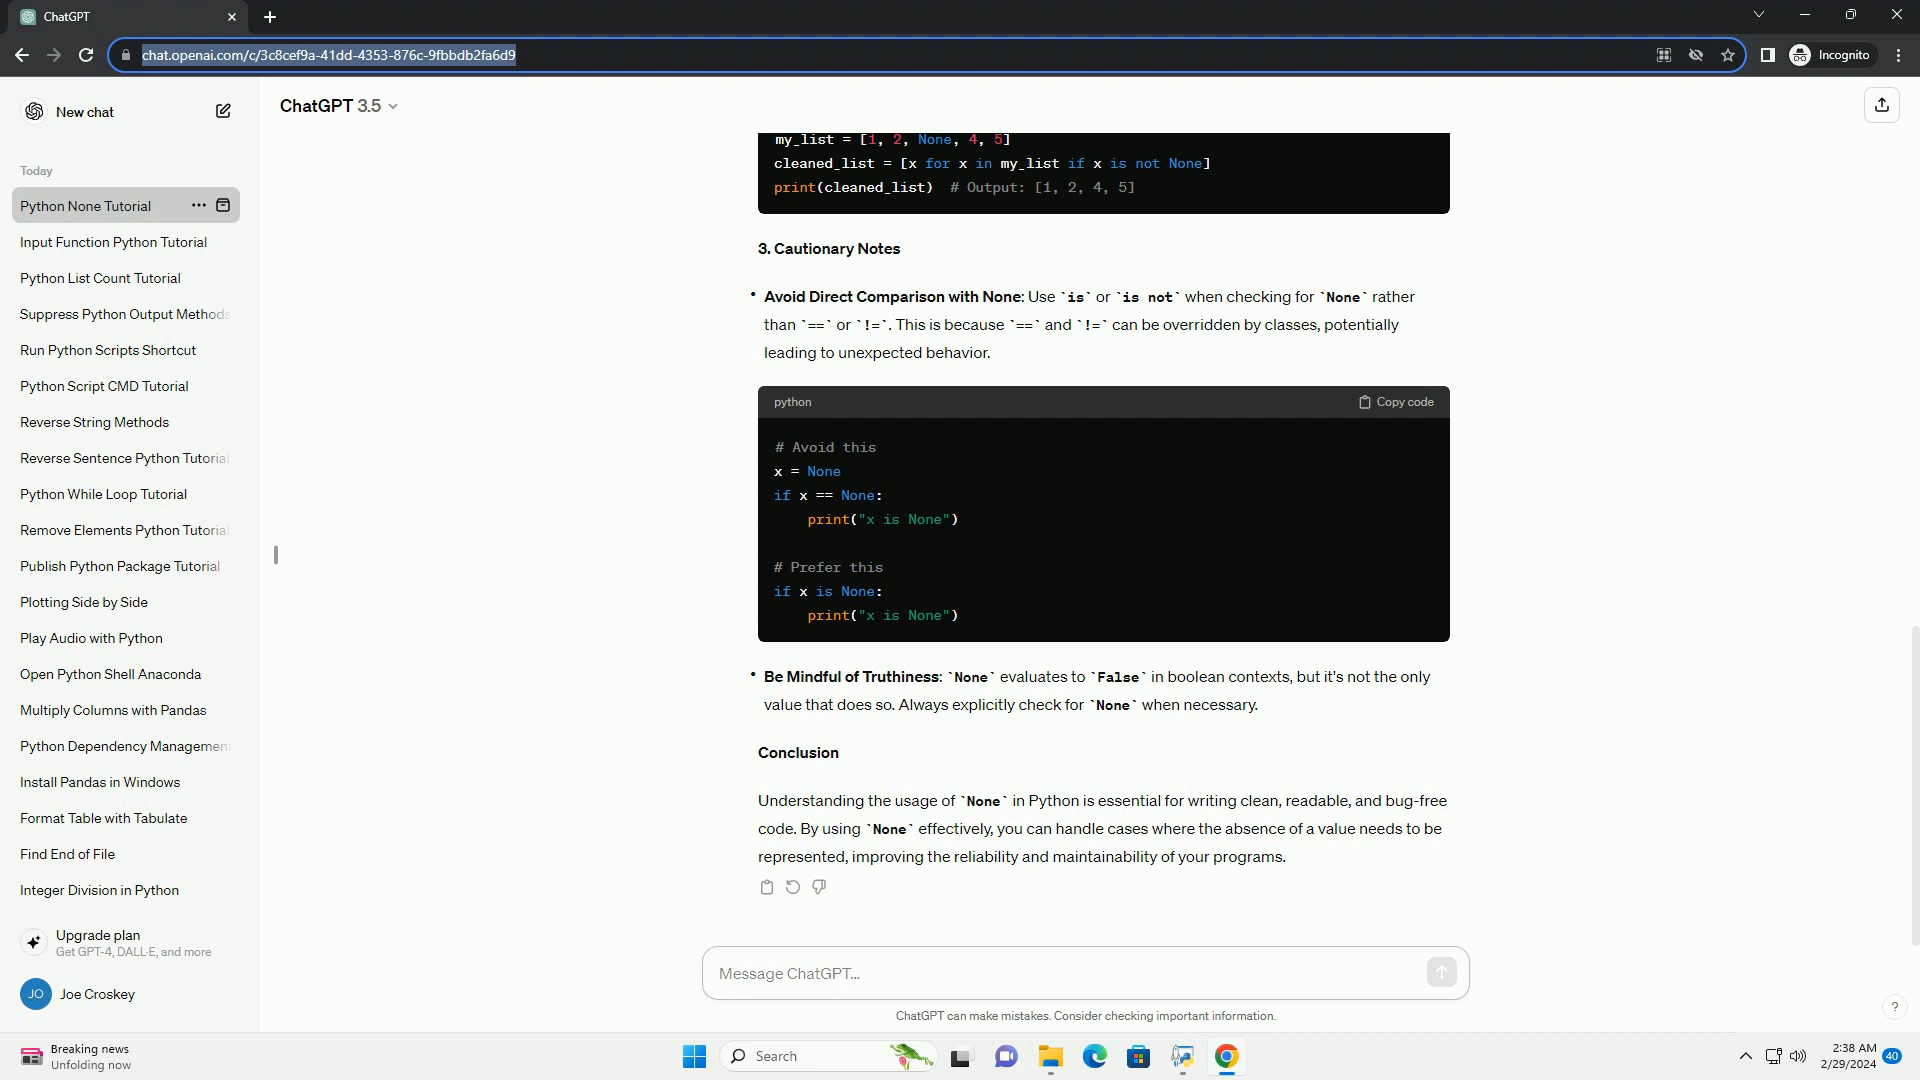 ChatGPT
chat.openai.com/c/3c8cef9a-41dd-4353-876c-9fbbdb2fa6d9
Incognito
New chat
ChatGPT 3.5
Today
Python None Tutorial
Input Function Python Tutorial
Python List Count Tutorial
Suppress Python Output Methods
Run Python Scripts Shortcut
Python Script CMD Tutorial
Reverse String Methods
Reverse Sentence Python Tutorial
Python While Loop Tutorial
Remove Elements Python Tutorial
Publish Python Package Tutorial
Plotting Side by Side
Play Audio with Python
Open Python Shell Anaconda
Multiply Columns with Pandas
Python Dependency Management
Install Pandas in Windows
Format Table with Tabulate
Find End of File
Integer Division in Python
Upgrade plan
Get GPT-4, DALL·E, and more
JO Joe Croskey
my_list = [1, 2, None, 4, 5]
cleaned_list = [x for x in my_list if x is not None]
print(cleaned_list)  # Output: [1, 2, 4, 5]
3. Cautionary Notes
• Avoid Direct Comparison with None: Use `is` or `is not` when checking for `None` rather
than `==` or `!=`. This is because `==` and `!=` can be overridden by classes, potentially
leading to unexpected behavior.
python Copy code
# Avoid this
x = None
if x == None:
    print("x is None")
# Prefer this
if x is None:
    print("x is None")
• Be Mindful of Truthiness: `None` evaluates to `False` in boolean contexts, but it's not the only
value that does so. Always explicitly check for `None` when necessary.
Conclusion
Understanding the usage of `None` in Python is essential for writing clean, readable, and bug-free
code. By using `None` effectively, you can handle cases where the absence of a value needs to be
represented, improving the reliability and maintainability of your programs.
Message ChatGPT...
ChatGPT can make mistakes. Consider checking important information.
?
Breaking news
Unfolding now
Search
2:38 AM
2/29/2024
40